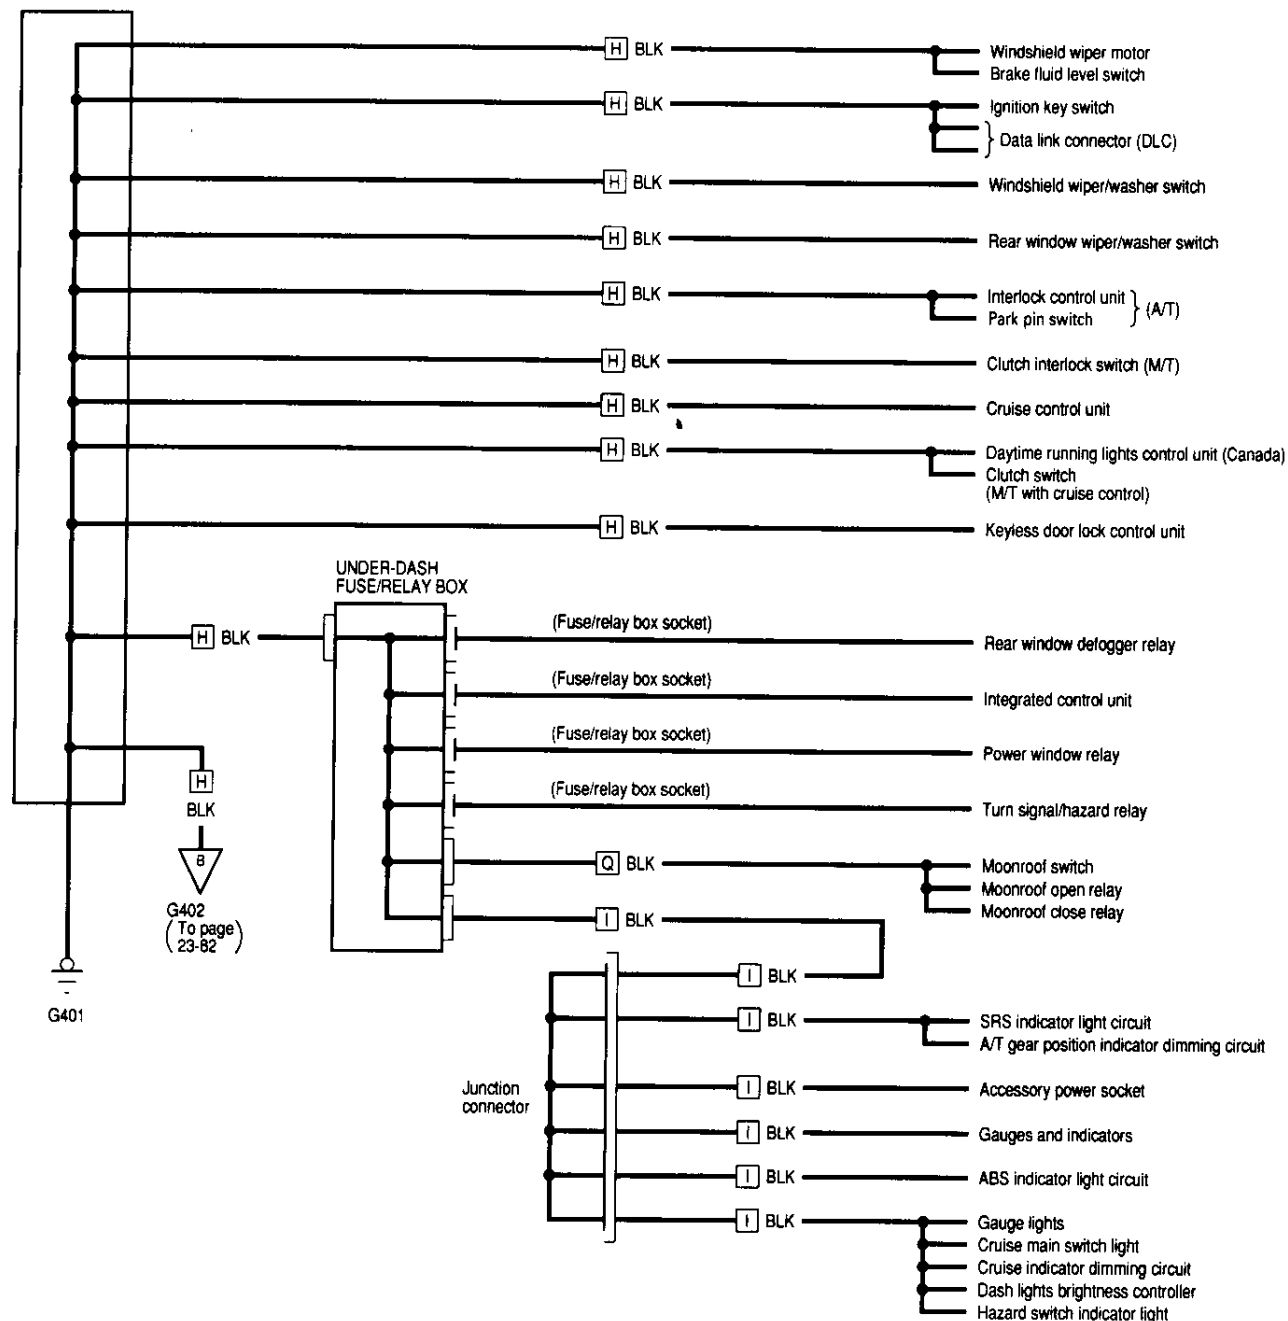 H BLK Windshield wiper motor
Brake fluid level switch
H BLK Ignition key switch
Data link connector (DLC)
H BLK Windshield wiper/washer switch
H BLK Rear window wiper/washer switch
H BLK Interlock control unit
Park pin switch
(A/T)
H BLK Clutch interlock switch (M/T)
H BLK Cruise control unit
H BLK Daytime running lights control unit (Canada)
Clutch switch
(M/T with cruise control)
H BLK Keyless door lock control unit
UNDER-DASH
FUSE/RELAY BOX
H BLK (Fuse/relay box socket) Rear window defogger relay
(Fuse/relay box socket) Integrated control unit
(Fuse/relay box socket) Power window relay
(Fuse/relay box socket) Turn signal/hazard relay
H
BLK
B
G402
(To page
23-82)
Q BLK Moonroof switch
Moonroof open relay
Moonroof close relay
I BLK
G401
I BLK
I BLK SRS indicator light circuit
A/T gear position indicator dimming circuit
Junction
connector
I BLK Accessory power socket
I BLK Gauges and indicators
I BLK ABS indicator light circuit
I BLK Gauge lights
Cruise main switch light
Cruise indicator dimming circuit
Dash lights brightness controller
Hazard switch indicator light